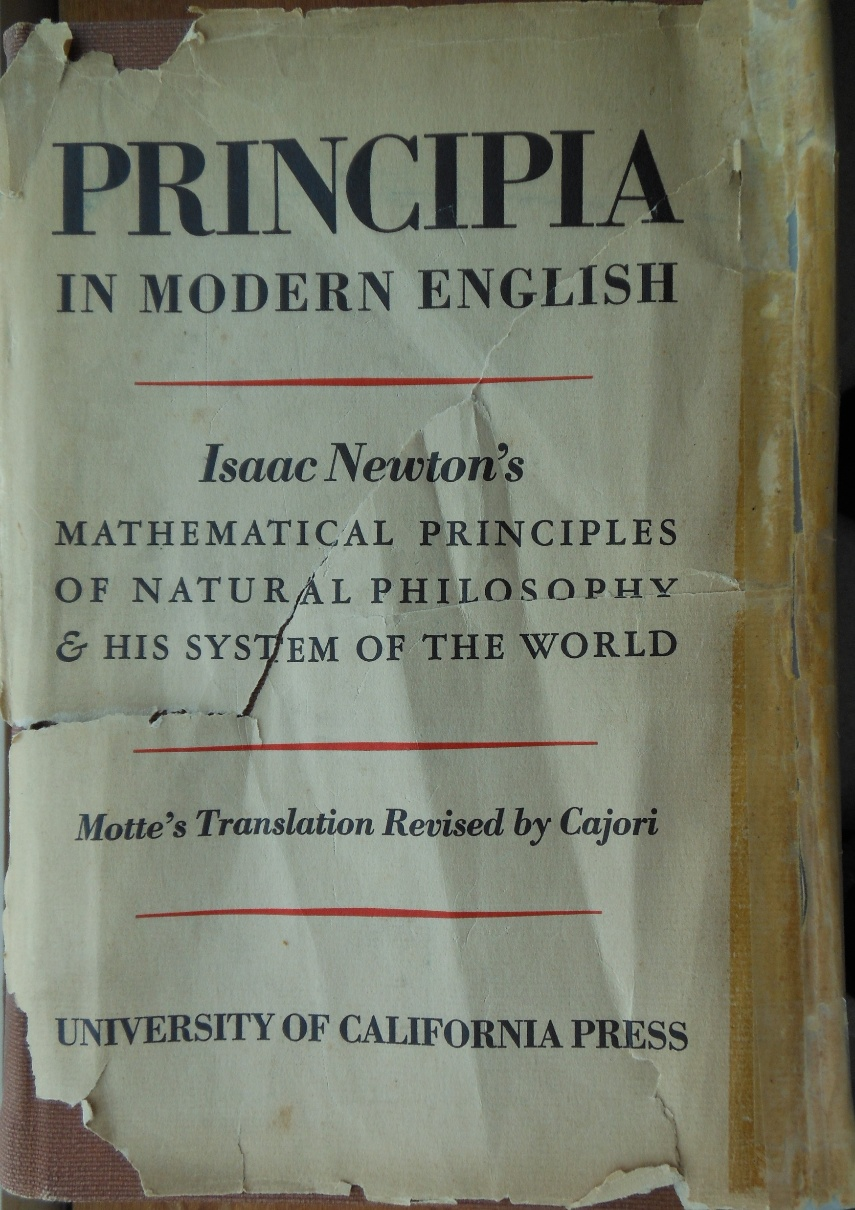 PRINCIPIA
IN MODERN ENGLISH
Isaac Newton's
MATHEMATICAL PRINCIPLES
OF NATURAL PHILOSOPHY
& HIS SYSTEM OF THE WORLD
Motte's Translation Revised by Cajori
UNIVERSITY OF CALIFORNIA PRESS